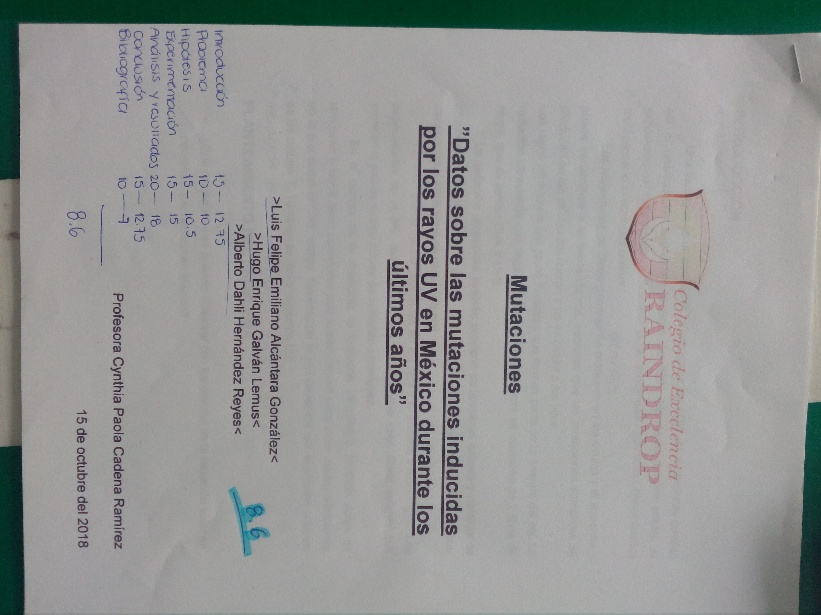 Colegio de Excelencia
RAINDROP
Mutaciones
"Datos sobre las mutaciones inducidas
por los rayos UV en México durante los
últimos años"
>Luis Felipe Emiliano Alcántara González<
>Hugo Enrique Galván Lemus<
>Alberto Dahli Hernández Reyes<
8.6
Introducción 15 — 12.75
Problema 10 — 10
Hipótesis 15 — 10.5
Experimentación 15 — 15
Análisis y resultados 20 — 18
Conclusión 15 — 12.75
Bibliografía 10 — 7
8.6
Profesora Cynthia Paola Cadena Ramírez
15 de octubre del 2018